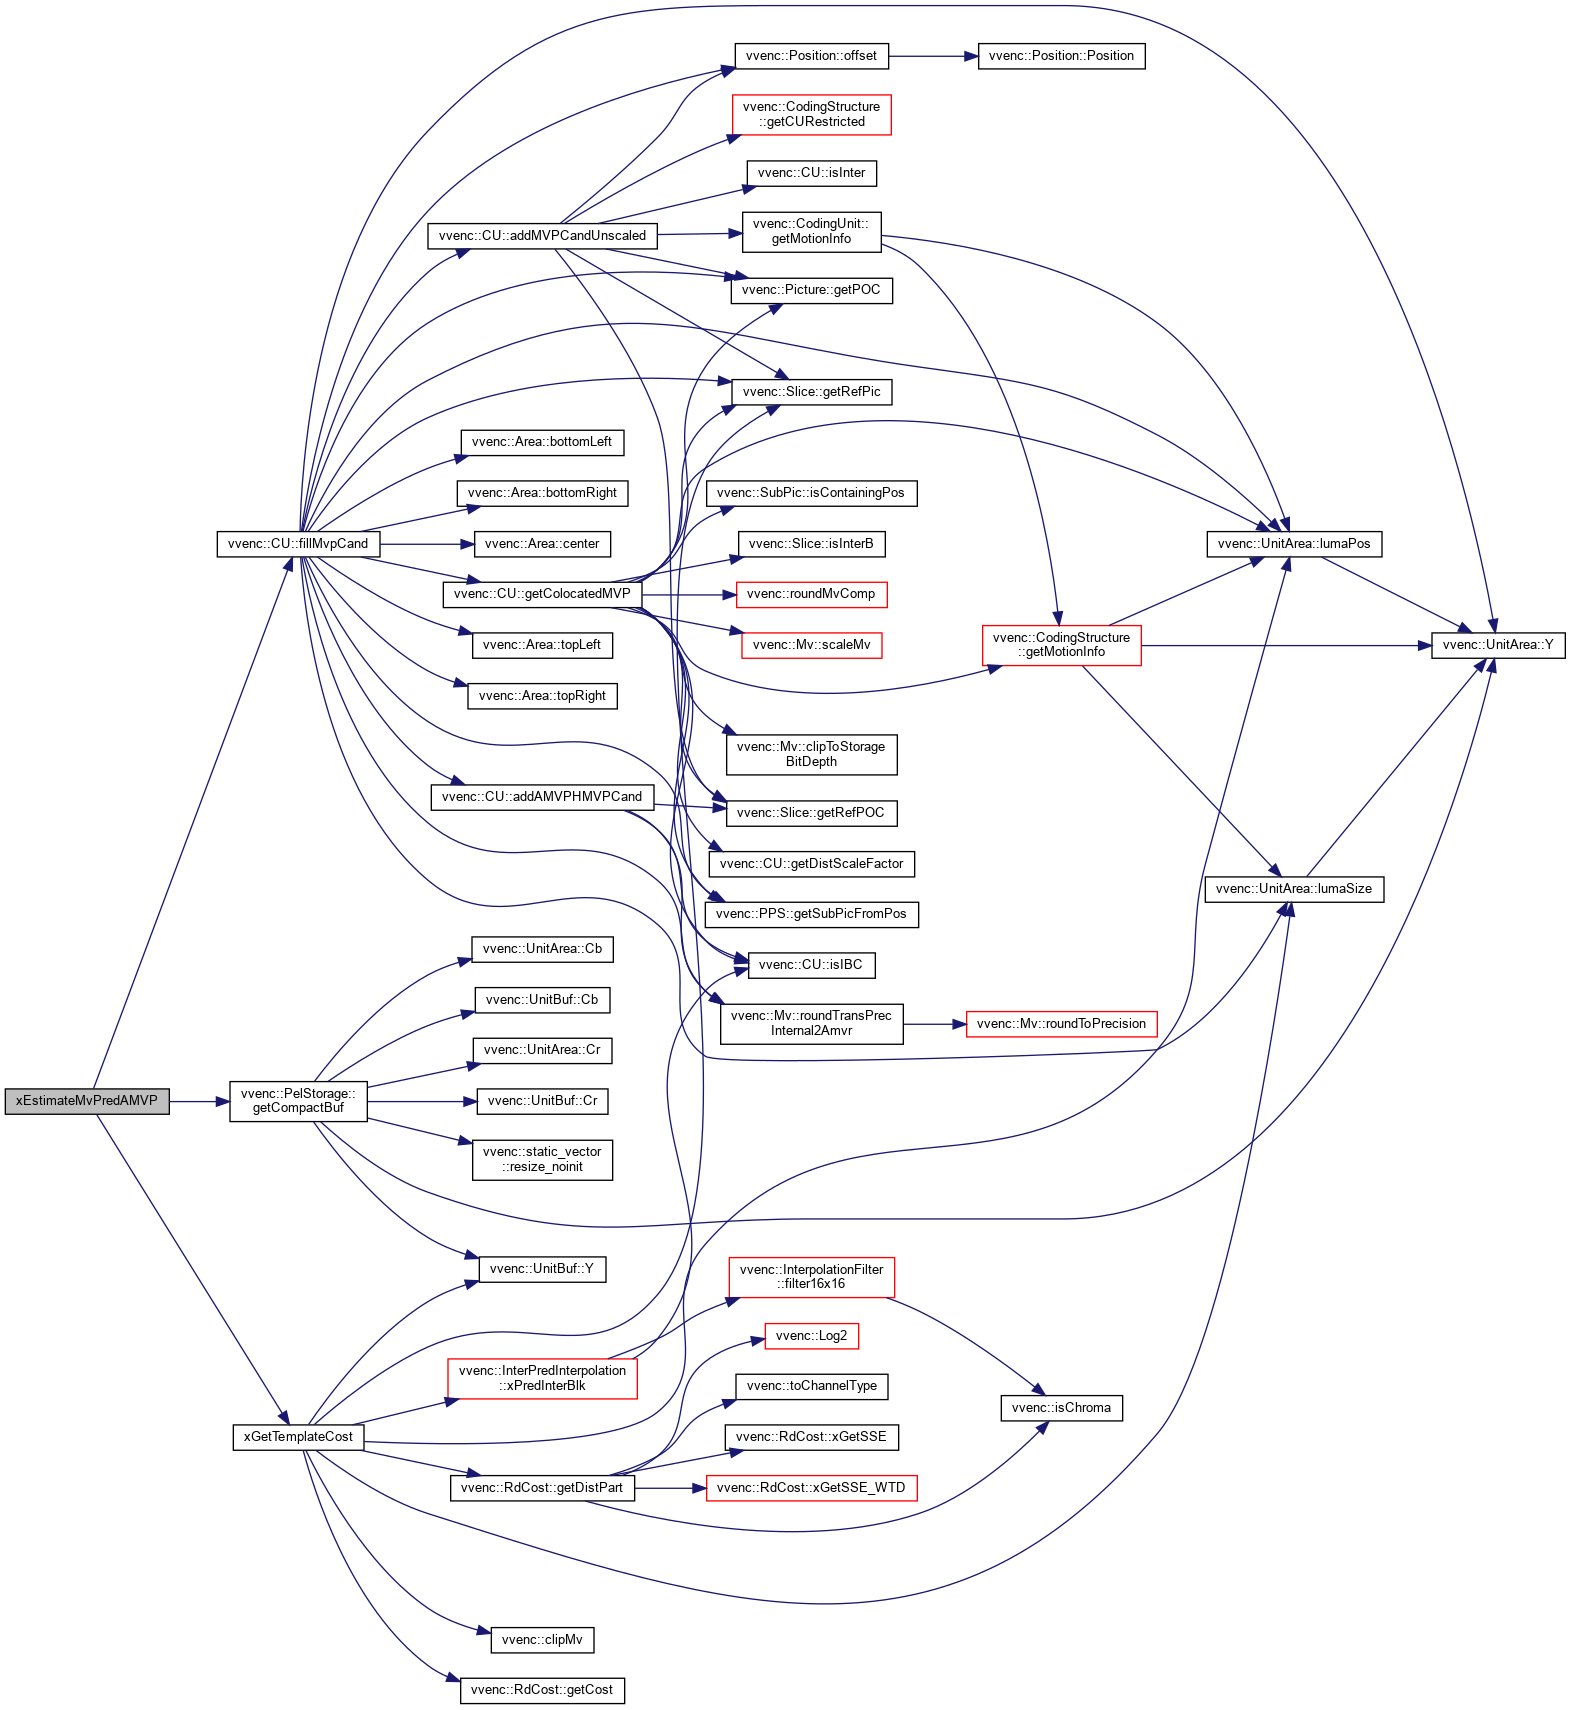 vvenc::Position::offset
vvenc::Position::Position
vvenc::CodingStructure
::getCURestricted
vvenc::CU::isInter
vvenc::CU::addMVPCandUnscaled
vvenc::CodingUnit::
getMotionInfo
vvenc::Picture::getPOC
vvenc::Slice::getRefPic
vvenc::Area::bottomLeft
vvenc::Area::bottomRight
vvenc::SubPic::isContainingPos
vvenc::CU::fillMvpCand
vvenc::Area::center
vvenc::Slice::isInterB
vvenc::UnitArea::lumaPos
vvenc::CU::getColocatedMVP
vvenc::roundMvComp
vvenc::Area::topLeft
vvenc::Mv::scaleMv
vvenc::CodingStructure
::getMotionInfo
vvenc::UnitArea::Y
vvenc::Area::topRight
vvenc::Mv::clipToStorage
BitDepth
vvenc::CU::addAMVPHMVPCand
vvenc::Slice::getRefPOC
vvenc::CU::getDistScaleFactor
vvenc::UnitArea::lumaSize
vvenc::PPS::getSubPicFromPos
vvenc::UnitArea::Cb
vvenc::CU::isIBC
vvenc::UnitBuf::Cb
vvenc::Mv::roundTransPrec
Internal2Amvr
vvenc::Mv::roundToPrecision
vvenc::UnitArea::Cr
xEstimateMvPredAMVP
vvenc::PelStorage::
getCompactBuf
vvenc::UnitBuf::Cr
vvenc::static_vector
::resize_noinit
vvenc::UnitBuf::Y
vvenc::InterpolationFilter
::filter16x16
vvenc::Log2
vvenc::InterPredInterpolation
::xPredInterBlk
vvenc::toChannelType
vvenc::isChroma
xGetTemplateCost
vvenc::RdCost::xGetSSE
vvenc::RdCost::getDistPart
vvenc::RdCost::xGetSSE_WTD
vvenc::clipMv
vvenc::RdCost::getCost